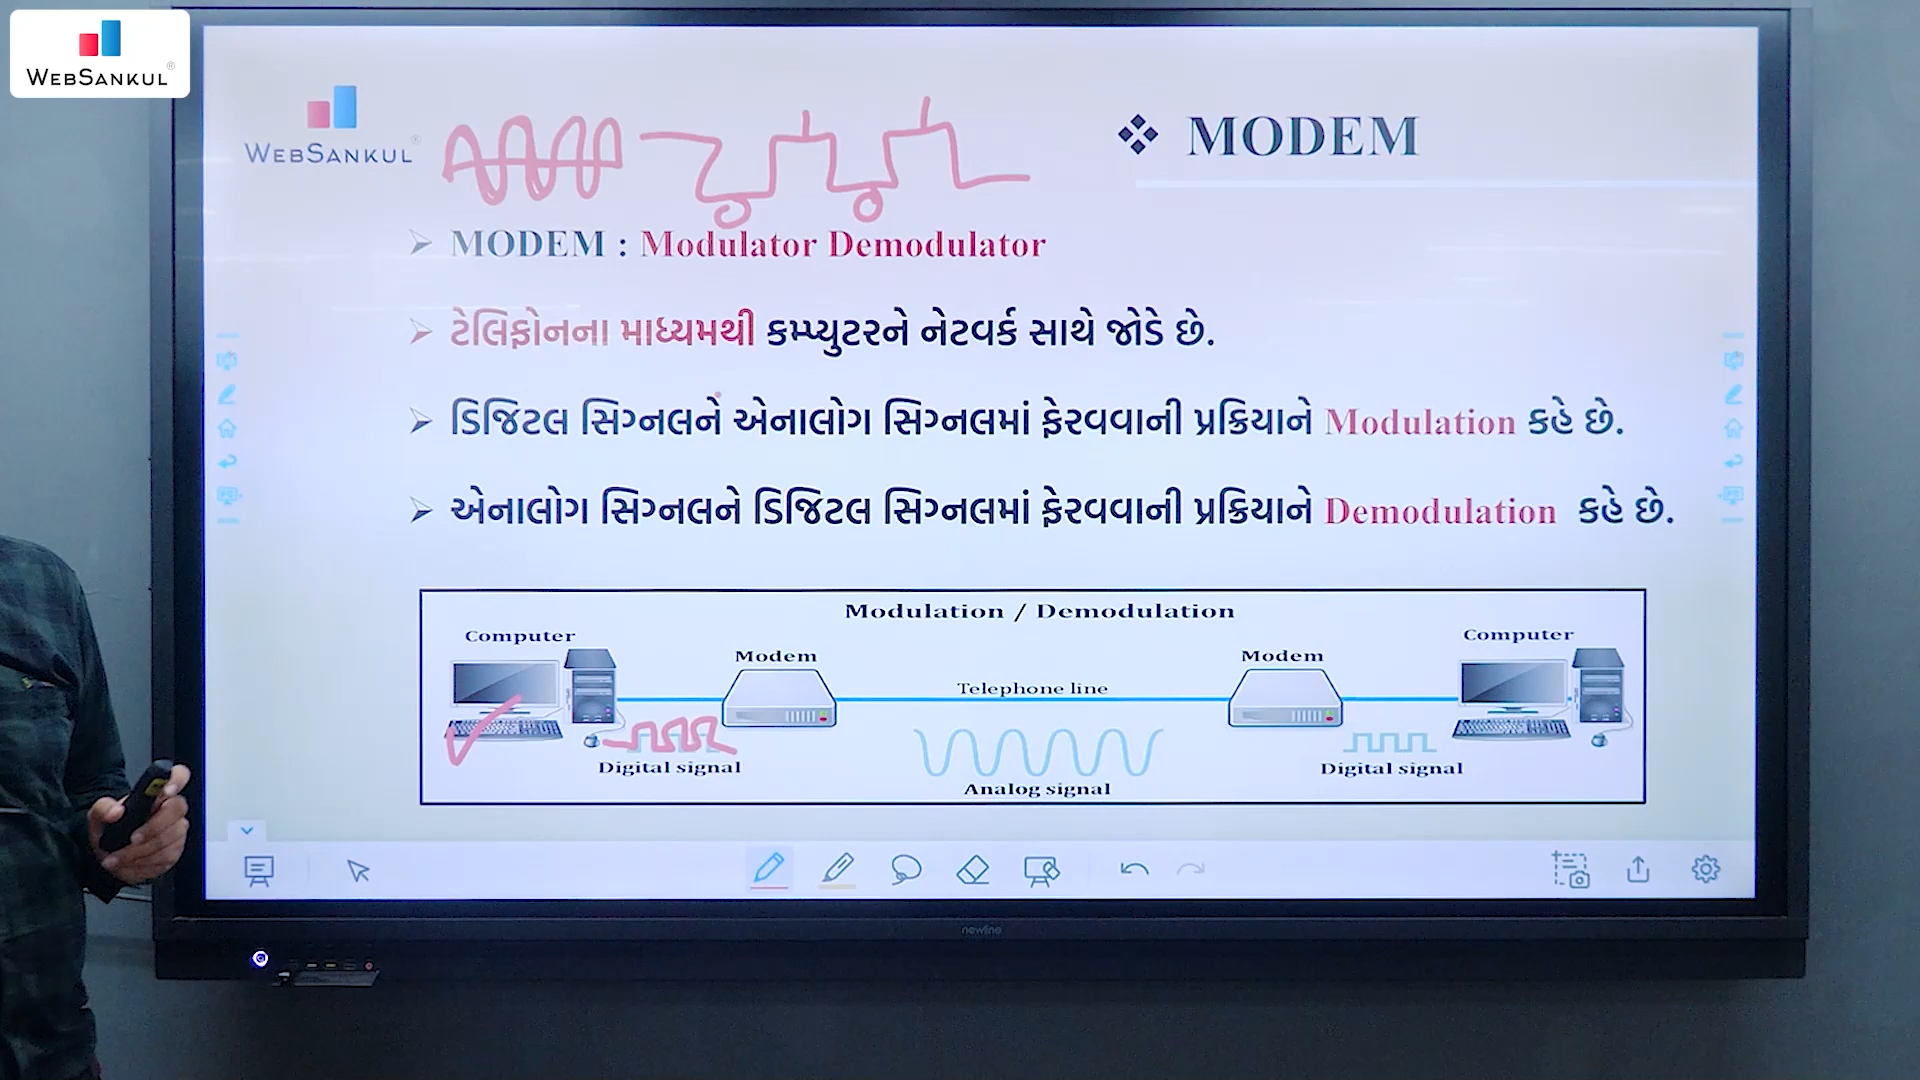 WEBSANKUL®
WEBSANKUL®
MODEM
MODEM : Modulator Demodulator
ટેલિફોનના માધ્યમથી કમ્પ્યુટરને નેટવર્ક સાથે જોડે છે.
ડિજિટલ સિગ્નલને એનાલોગ સિગ્નલમાં ફેરવવાની પ્રક્રિયાને Modulation કહે છે.
એનાલોગ સિગ્નલને ડિજિટલ સિગ્નલમાં ફેરવવાની પ્રક્રિયાને Demodulation કહે છે.
Modulation / Demodulation
Computer
Computer
Modem
Modem
Telephone line
Digital signal
Digital signal
Analog signal
newline